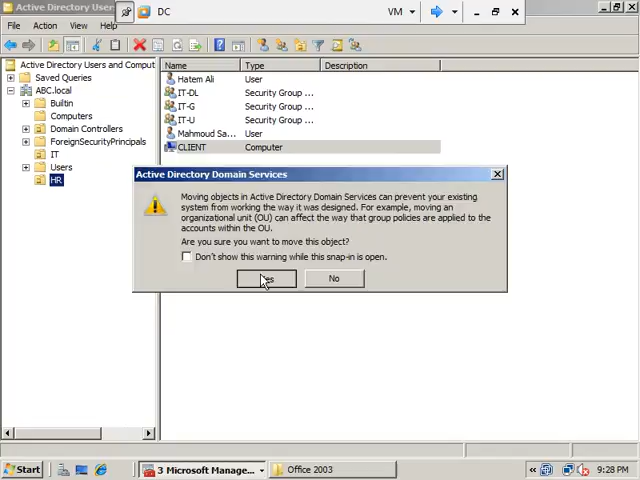 Active Directory Users
DC
VM
File Action View Help
Active Directory Users and Comput
Saved Queries
ABC.local
Builtin
Computers
Domain Controllers
ForeignSecurityPrincipals
IT
Users
HR
Name Type Description
Hatem Ali User
IT-DL Security Group ...
IT-G Security Group ...
IT-U Security Group ...
Mahmoud Sa... User
CLIENT Computer
Active Directory Domain Services
Moving objects in Active Directory Domain Services can prevent your existing
system from working the way it was designed. For example, moving an
organizational unit (OU) can affect the way that group policies are applied to the
accounts within the OU.
Are you sure you want to move this object?
Don't show this warning while this snap-in is open.
Yes No
Start 3 Microsoft Manage... Office 2003 « 9:28 PM